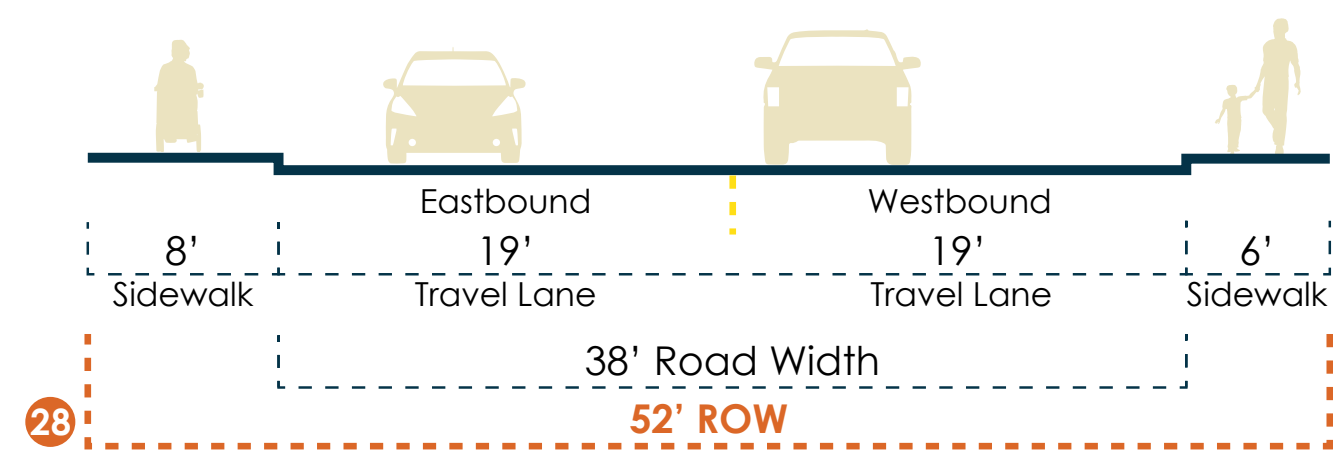 Eastbound Westbound
8’ 19’ 19’ 6’
Sidewalk Travel Lane Travel Lane Sidewalk
38’ Road Width
28 52’ ROW